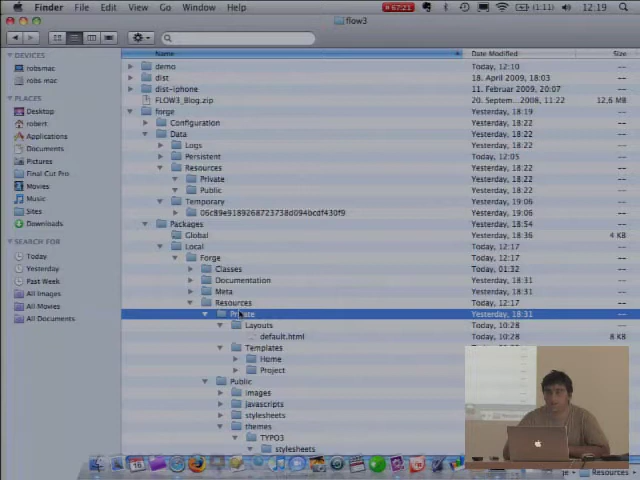 Finder File Edit View Go Window Help 67:21 (1:11) 12:19
flow3
Name Date Modified Size
DEVICES
robsmac
robs mac
PLACES
Desktop
robert
Applications
Documents
Pictures
Final Cut Pro
Movies
Music
Sites
Downloads
SEARCH FOR
Today
Yesterday
Past Week
All Images
All Movies
All Documents
demo Today, 12:10 --
dist 18. April 2009, 18:03 --
dist-iphone 11. Februar 2009, 20:07 --
FLOW3_Blog.zip 20. Septem...2008, 11:22 12,6 MB
forge Yesterday, 18:19 --
Configuration Yesterday, 18:22 --
Data Yesterday, 18:22 --
Logs Yesterday, 18:22 --
Persistent Today, 12:05 --
Resources Yesterday, 18:22 --
Private Yesterday, 18:22 --
Public Yesterday, 18:22 --
Temporary Yesterday, 19:06 --
06c89e9189268723738d094bcdf430f9 Yesterday, 19:06 --
Packages Yesterday, 18:54 --
Global Yesterday, 18:36 4 KB
Local Today, 12:17 --
Forge Today, 12:17 --
Classes Today, 01:32 --
Documentation Yesterday, 18:31 --
Meta Yesterday, 18:31 --
Resources Today, 12:17 --
Private Yesterday, 18:31 --
Layouts Today, 10:28 --
default.html Today, 10:28 8 KB
Templates
Home
Project
Public
images
javascripts
stylesheets
themes
TYPO3
stylesheets
Resources